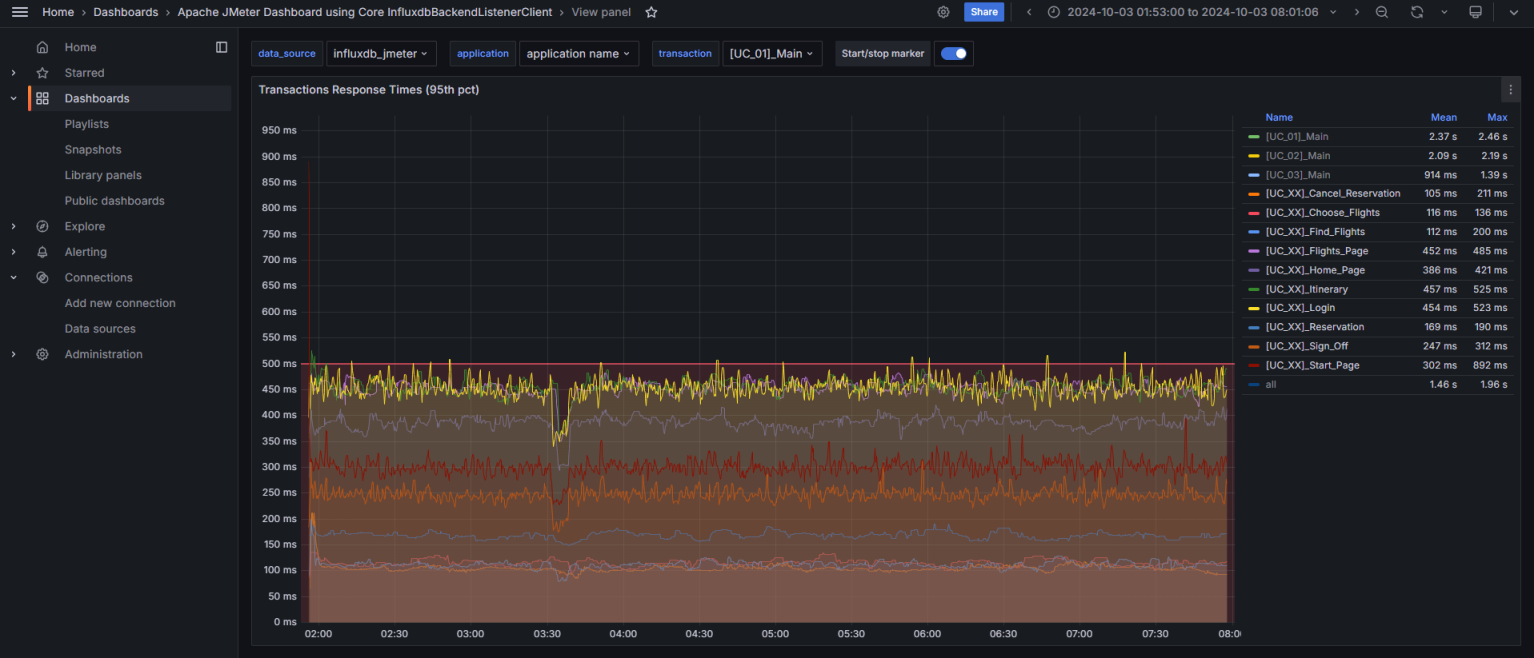 Home › Dashboards › Apache JMeter Dashboard using Core InfluxdbBackendListenerClient › View panel
Share
2024-10-03 01:53:00 to 2024-10-03 08:01:06
Home
Starred
Dashboards
Playlists
Snapshots
Library panels
Public dashboards
Explore
Alerting
Connections
Add new connection
Data sources
Administration
data_source influxdb_jmeter application application name transaction [UC_01]_Main Start/stop marker
Transactions Response Times (95th pct)
950 ms
900 ms
850 ms
800 ms
750 ms
700 ms
650 ms
600 ms
550 ms
500 ms
450 ms
400 ms
350 ms
300 ms
250 ms
200 ms
150 ms
100 ms
50 ms
0 ms
02:00 02:30 03:00 03:30 04:00 04:30 05:00 05:30 06:00 06:30 07:00 07:30 08:0
Name Mean Max
[UC_01]_Main 2.37 s 2.46 s
[UC_02]_Main 2.09 s 2.19 s
[UC_03]_Main 914 ms 1.39 s
[UC_XX]_Cancel_Reservation 105 ms 211 ms
[UC_XX]_Choose_Flights 116 ms 136 ms
[UC_XX]_Find_Flights 112 ms 200 ms
[UC_XX]_Flights_Page 452 ms 485 ms
[UC_XX]_Home_Page 386 ms 421 ms
[UC_XX]_Itinerary 457 ms 525 ms
[UC_XX]_Login 454 ms 523 ms
[UC_XX]_Reservation 169 ms 190 ms
[UC_XX]_Sign_Off 247 ms 312 ms
[UC_XX]_Start_Page 302 ms 892 ms
all 1.46 s 1.96 s